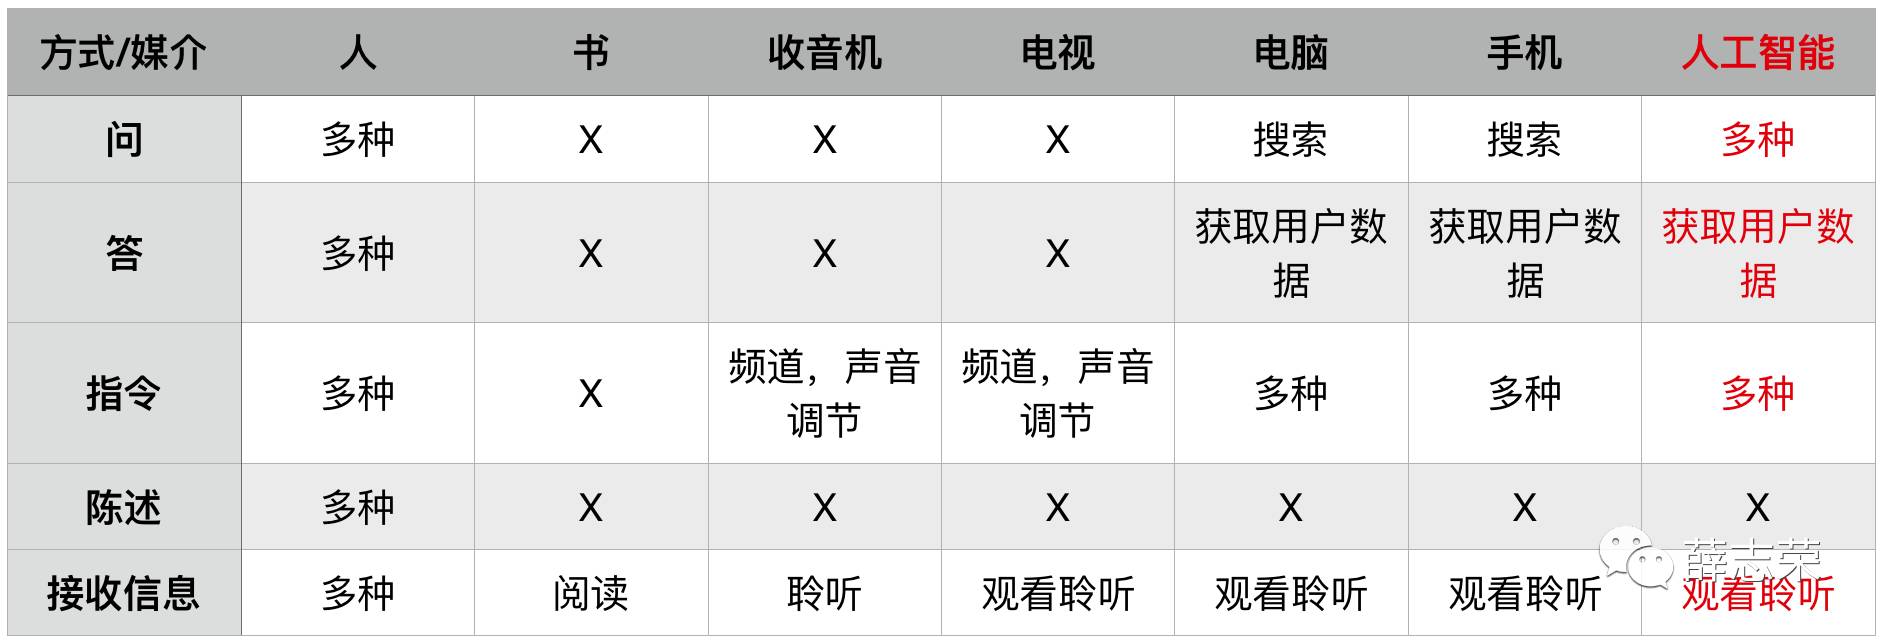 方式/媒介 人 书 收音机 电视 电脑 手机 人工智能
问 多种 X X X 搜索 搜索 多种
答 多种 X X X 获取用户数据 获取用户数据 获取用户数据
指令 多种 X 频道，声音调节 频道，声音调节 多种 多种 多种
陈述 多种 X X X X X X
接收信息 多种 阅读 聆听 观看聆听 观看聆听 观看聆听 观看聆听
薛志荣